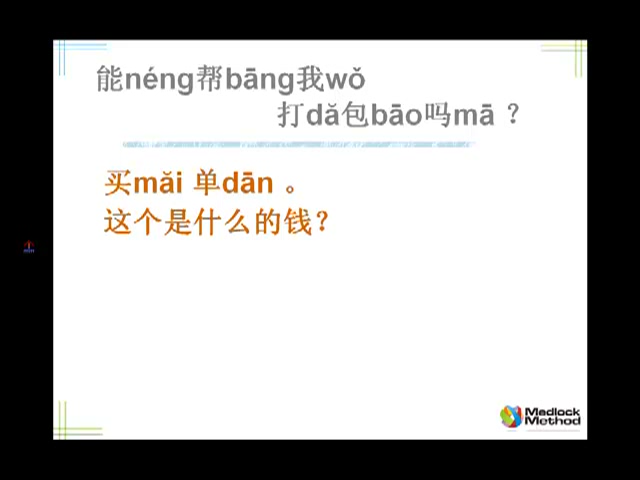 能néng帮bāng我wǒ
打dǎ包bāo吗mā ？
买mǎi 单dān 。
这个是什么的钱？
Medlock
Method